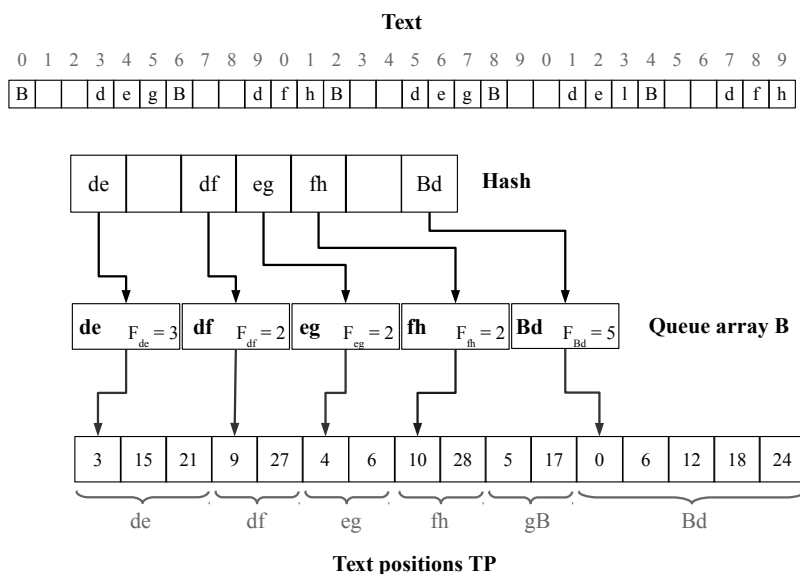 Text
0 1 2 3 4 5 6 7 8 9 0 1 2 3 4 5 6 7 8 9 0 1 2 3 4 5 6 7 8 9
B d e g B d f h B d e g B d e l B d f h
de df eg fh Bd Hash
de F_de = 3 df F_df = 2 eg F_eg = 2 fh F_fh = 2 Bd F_Bd = 5 Queue array B
3 15 21 9 27 4 6 10 28 5 17 0 6 12 18 24
de df eg fh gB Bd
Text positions TP